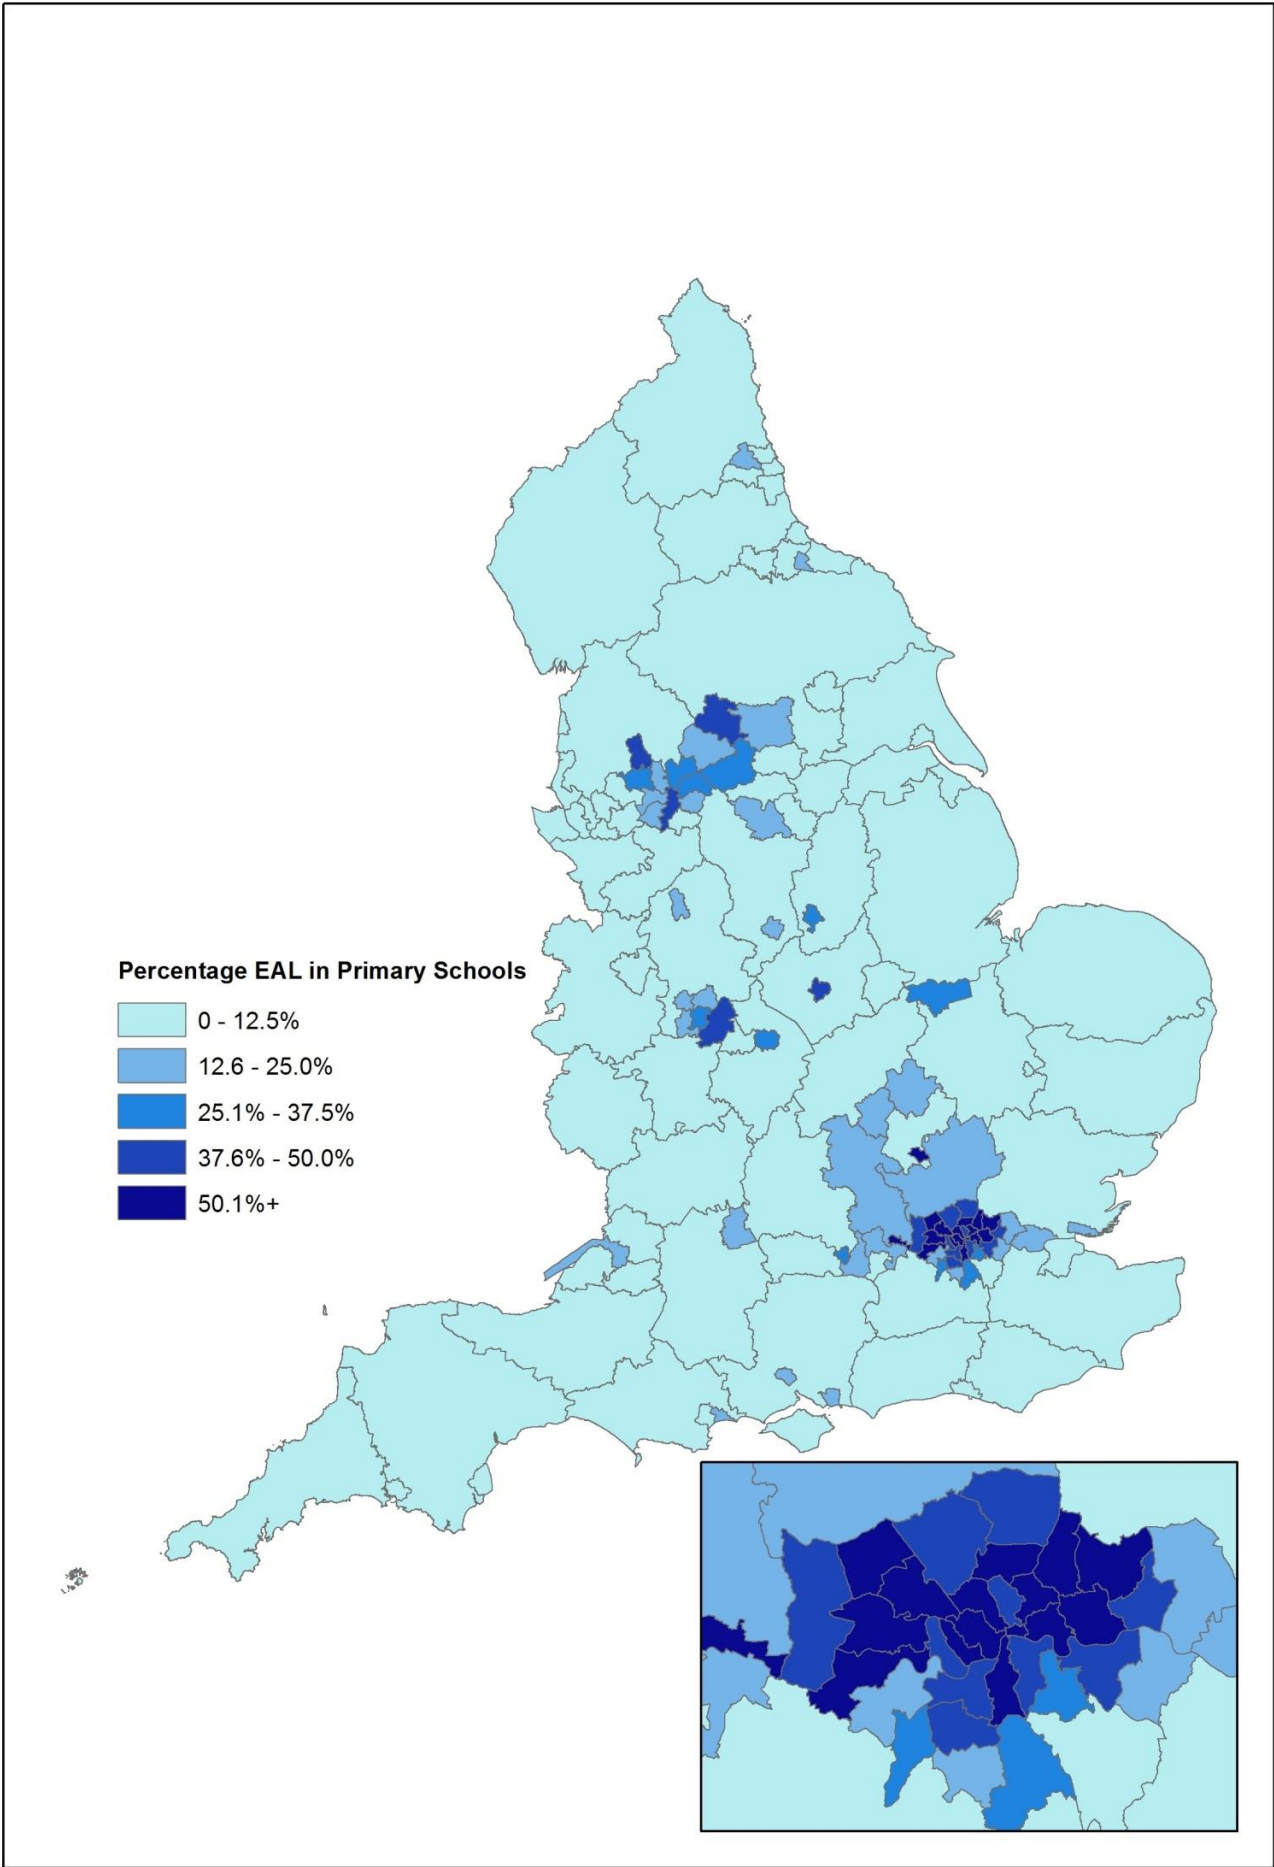 Percentage EAL in Primary Schools
0 - 12.5%
12.6 - 25.0%
25.1% - 37.5%
37.6% - 50.0%
50.1%+